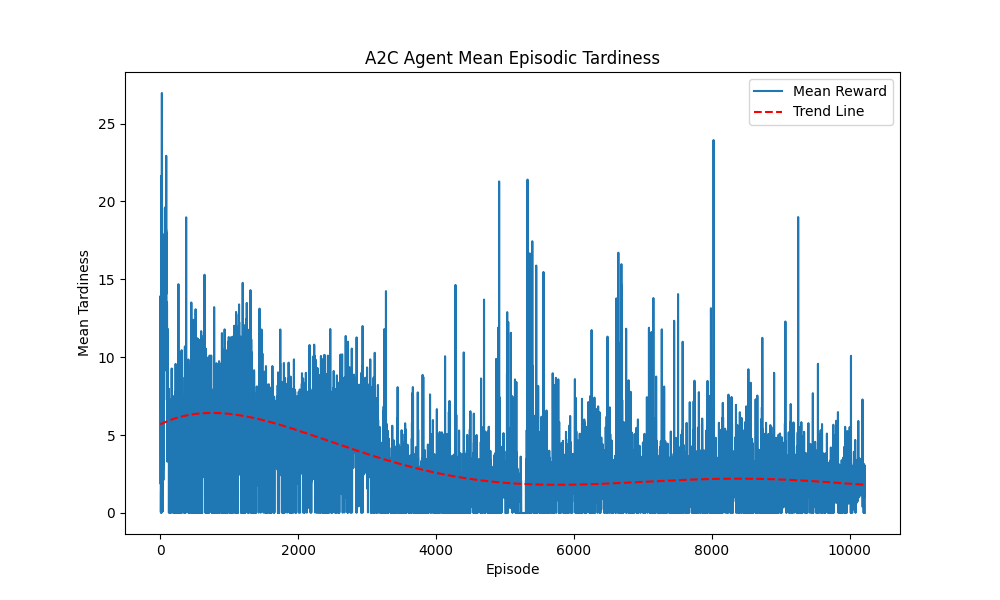 A2C Agent Mean Episodic Tardiness
Mean Reward
Trend Line
Mean Tardiness
25
20
15
10
5
0
0 2000 4000 6000 8000 10000
Episode